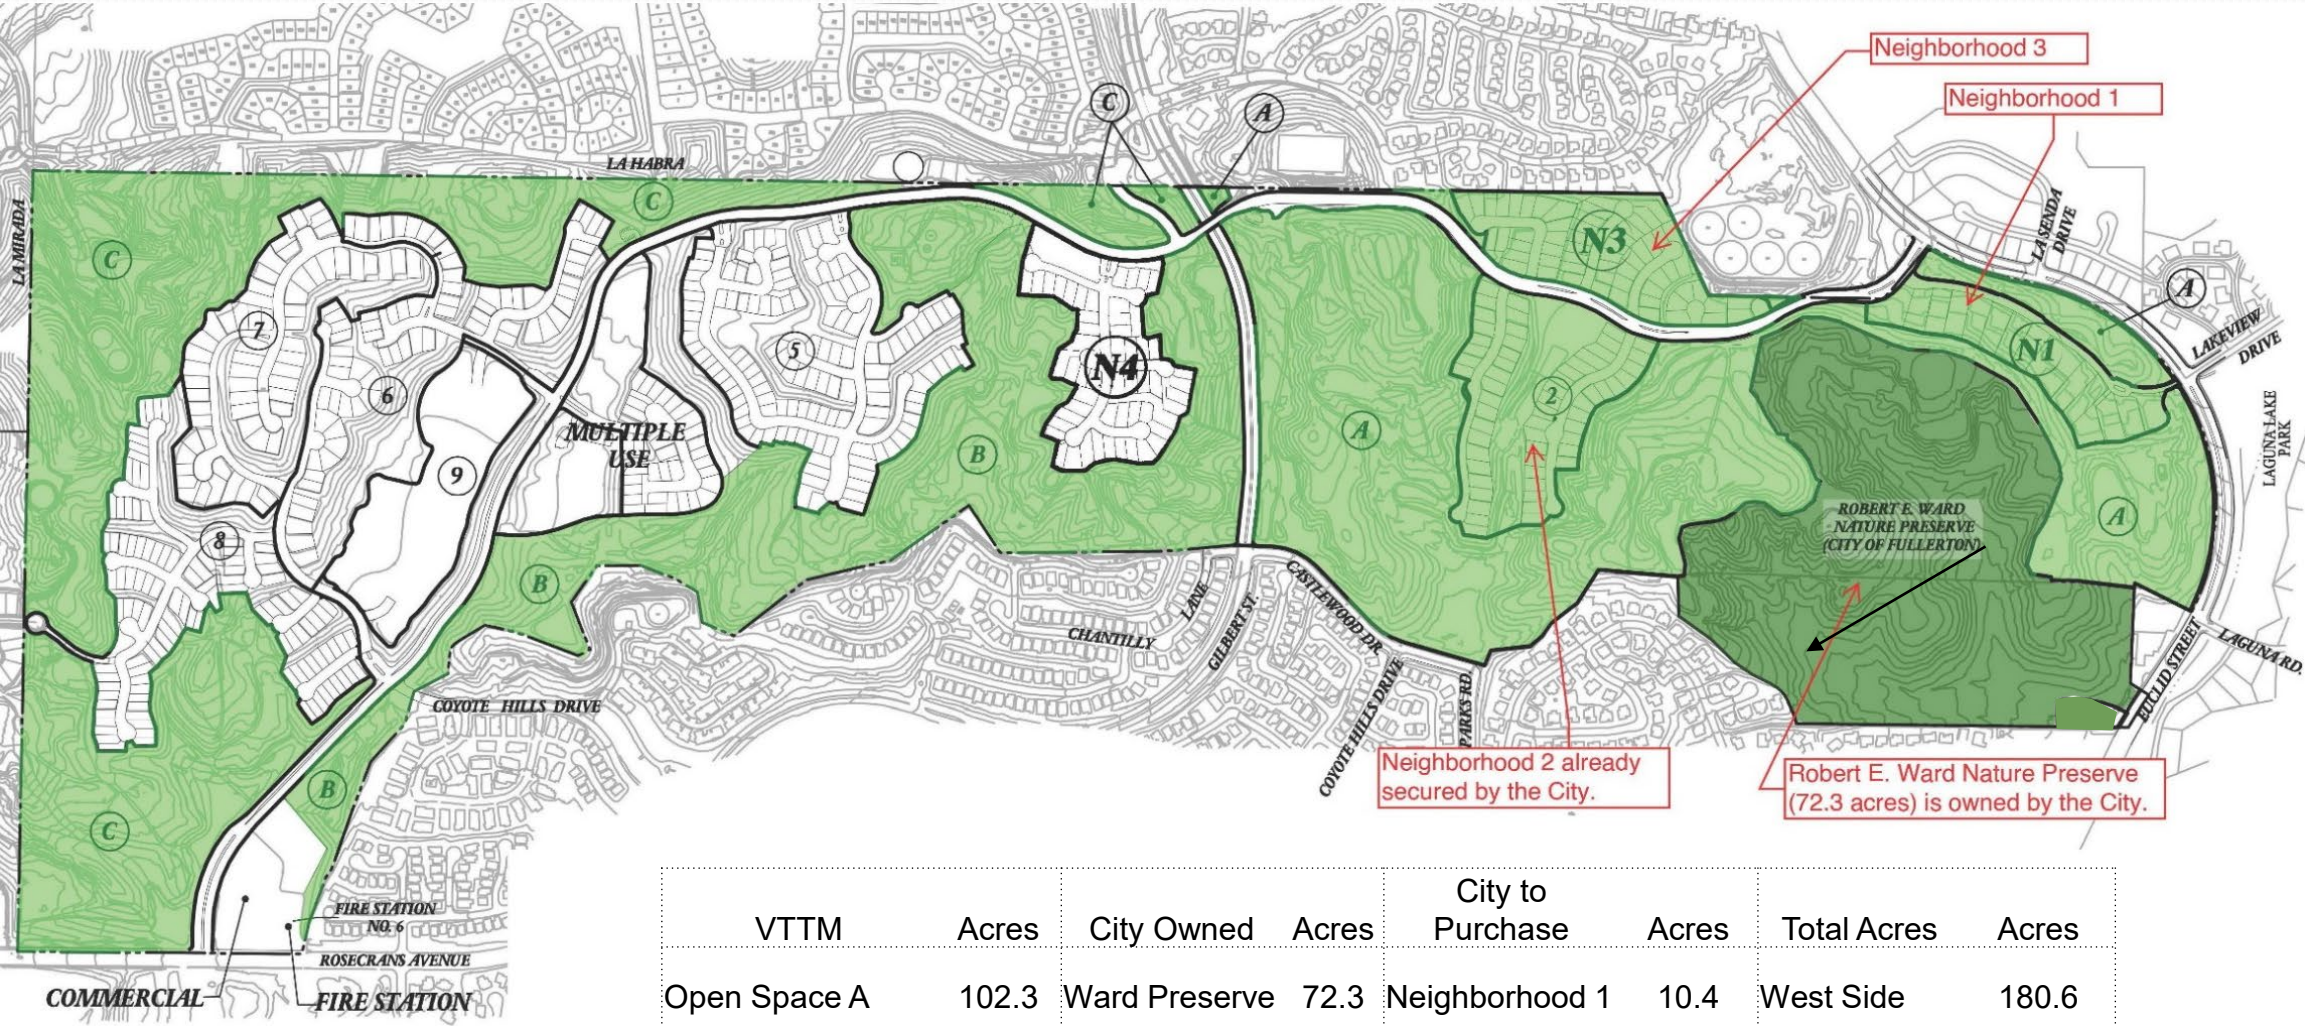 Neighborhood 3
Neighborhood 1
C
A
LA HABRA
LA MIRADA
C
C
N3
LA SENDA
DRIVE
A
LAKEVIEW
DRIVE
7
5
N4
N1
6
2
MULTIPLE
USE
A
B
9
LAGUNA LAKE
PARK
ROBERT E. WARD
NATURE PRESERVE
(CITY OF FULLERTON)
A
8
B
CASTLEWOOD DR.
LANE
GILBERT ST.
CHANTILLY
COYOTE HILLS DRIVE
COYOTE HILLS DRIVE
PARKS RD.
EUCLID STREET
LAGUNA RD.
Neighborhood 2 already
secured by the City.
Robert E. Ward Nature Preserve
(72.3 acres) is owned by the City.
B
C
FIRE STATION
NO. 6
ROSECRANS AVENUE
COMMERCIAL
FIRE STATION
City to
VTTM Acres City Owned Acres Purchase Acres Total Acres Acres
Open Space A 102.3 Ward Preserve 72.3 Neighborhood 1 10.4 West Side 180.6